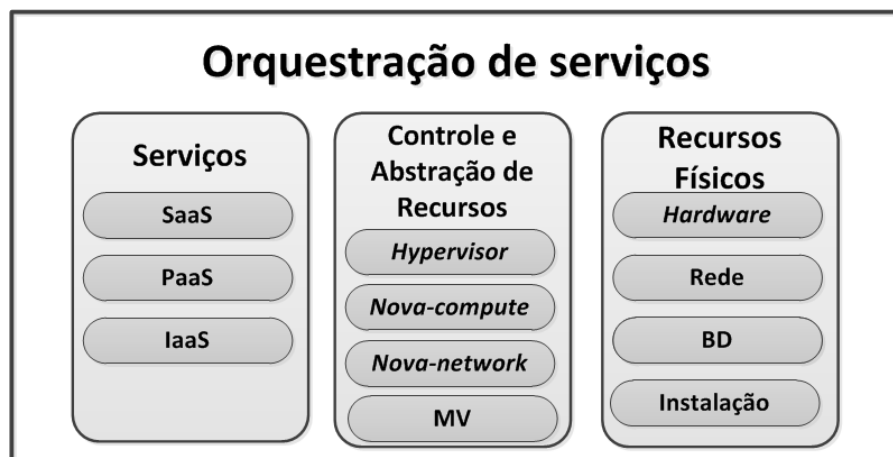 Orquestração de serviços
Serviços
SaaS
PaaS
IaaS
Controle e
Abstração de
Recursos
Hypervisor
Nova-compute
Nova-network
MV
Recursos
Físicos
Hardware
Rede
BD
Instalação